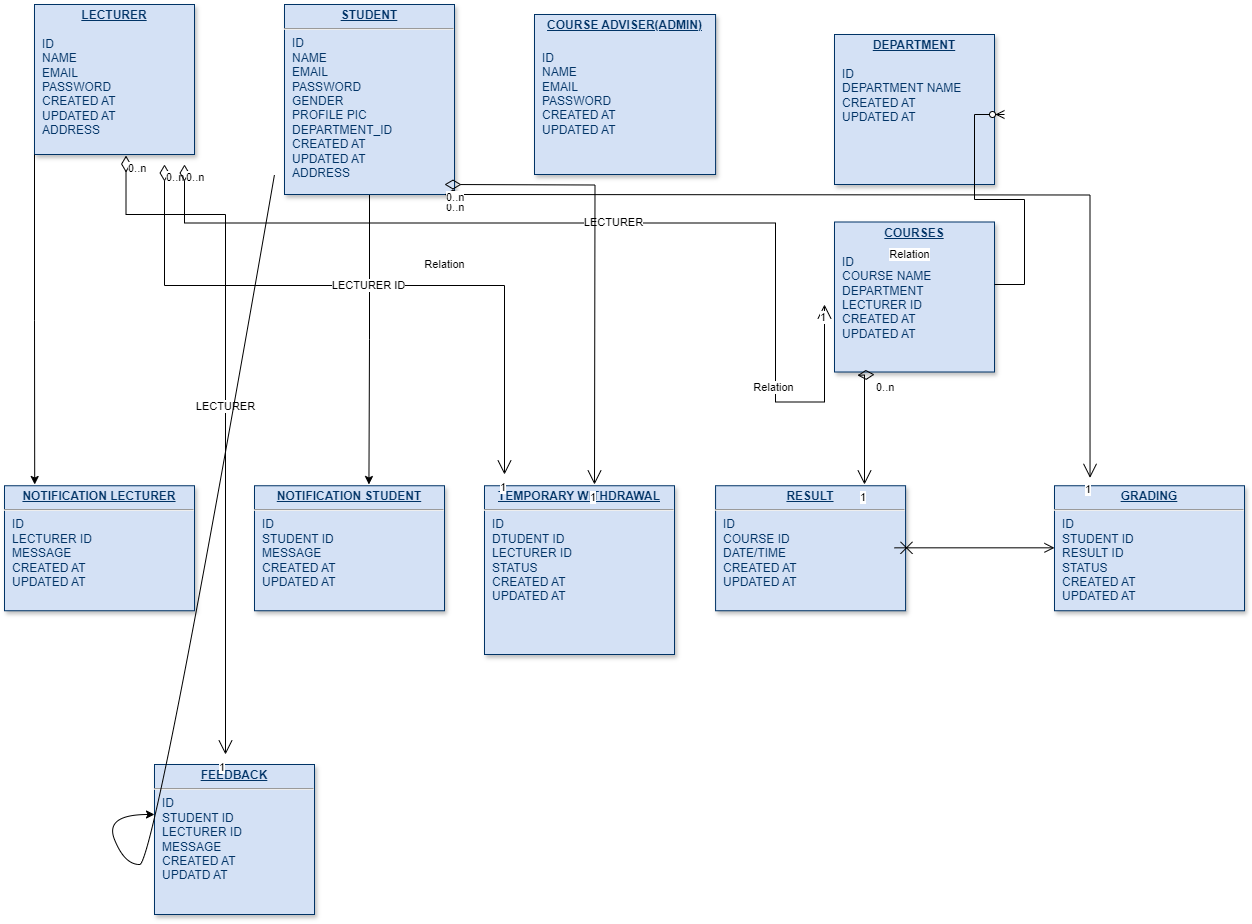 LECTURER
ID
NAME
EMAIL
PASSWORD
CREATED AT
UPDATED AT
ADDRESS
STUDENT
ID
NAME
EMAIL
PASSWORD
GENDER
PROFILE PIC
DEPARTMENT_ID
CREATED AT
UPDATED AT
ADDRESS
COURSE ADVISER(ADMIN)
ID
NAME
EMAIL
PASSWORD
CREATED AT
UPDATED AT
DEPARTMENT
ID
DEPARTMENT NAME
CREATED AT
UPDATED AT
0..n
0..n
0..n
0..n
0..n
LECTURER
Relation
LECTURER ID
COURSES
Relation
ID
COURSE NAME
DEPARTMENT
LECTURER ID
CREATED AT
UPDATED AT
1
Relation
0..n
LECTURER
NOTIFICATION LECTURER
ID
LECTURER ID
MESSAGE
CREATED AT
UPDATED AT
NOTIFICATION STUDENT
ID
STUDENT ID
MESSAGE
CREATED AT
UPDATED AT
1
1
TEMPORARY WITHDRAWAL
ID
DTUDENT ID
LECTURER ID
STATUS
CREATED AT
UPDATED AT
RESULT
1
ID
COURSE ID
DATE/TIME
CREATED AT
UPDATED AT
1
GRADING
ID
STUDENT ID
RESULT ID
STATUS
CREATED AT
UPDATED AT
1
FEEDBACK
ID
STUDENT ID
LECTURER ID
MESSAGE
CREATED AT
UPDATD AT